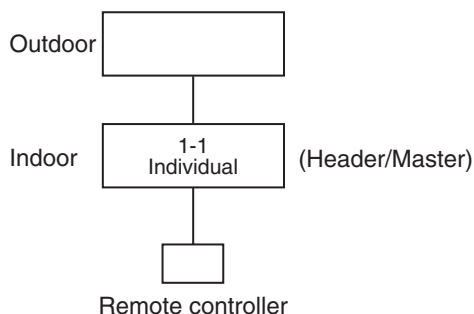 Outdoor
Indoor
1-1
Individual
(Header/Master)
Remote controller